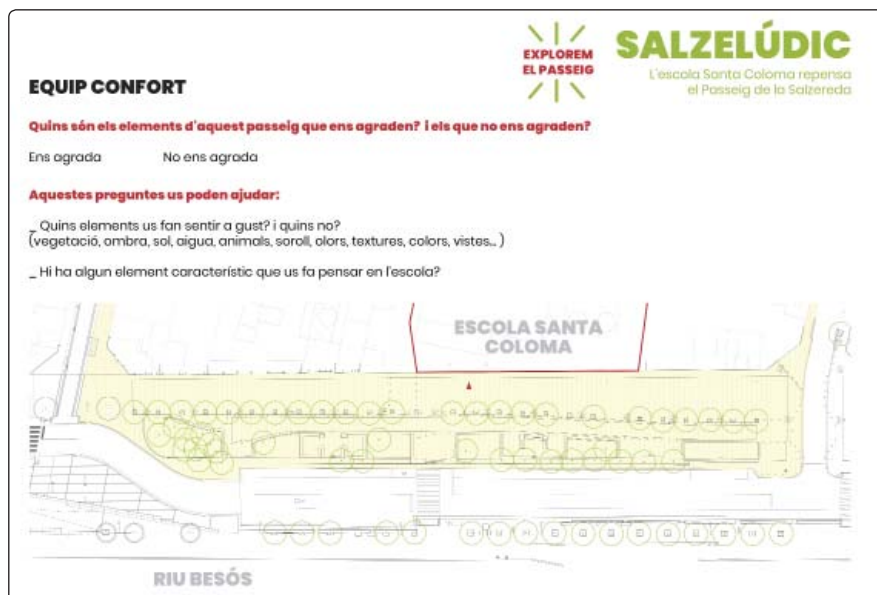 EXPLOREM
EL PASSEIG
SALZELÚDIC
L'escola Santa Coloma repensa
el Passeig de la Salzereda
EQUIP CONFORT
Quins són els elements d'aquest passeig que ens agraden? i els que no ens agraden?
Ens agrada No ens agrada
Aquestes preguntes us poden ajudar:
_ Quins elements us fan sentir a gust? i quins no?
(vegetació, ombra, sol, aigua, animals, soroll, olors, textures, colors, vistes... )
_ Hi ha algun element característic que us fa pensar en l'escola?
ESCOLA SANTA
COLOMA
RIU BESÓS